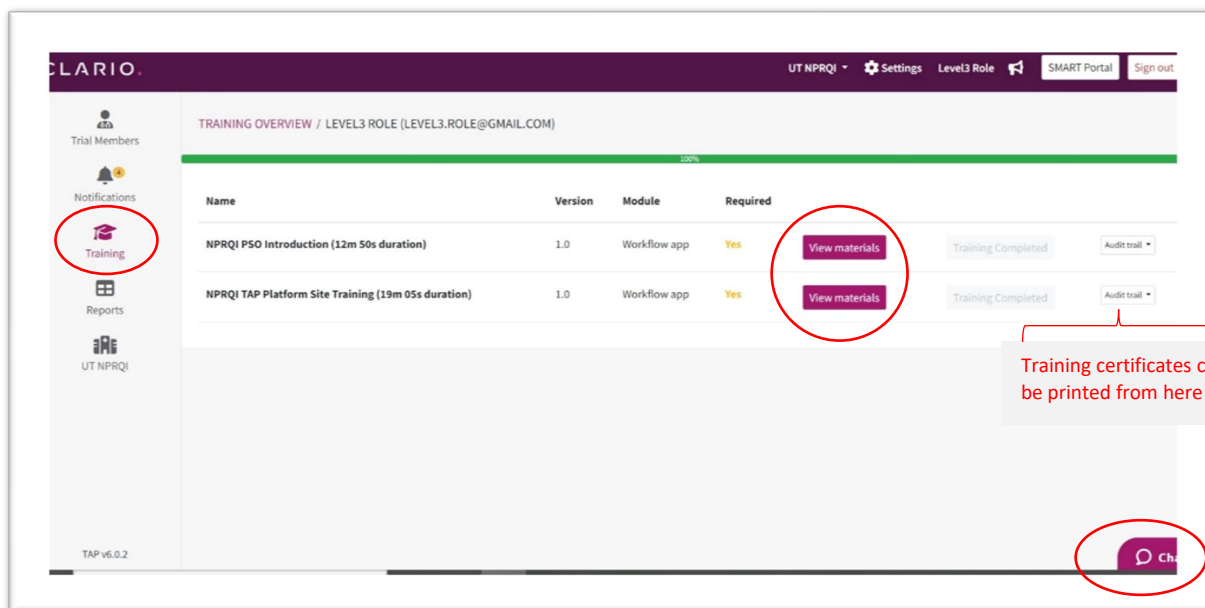 CLARIO.
UT NPRQI
Settings
Level3 Role
SMART Portal
Sign out
Trial Members
Notifications
4
Training
Reports
UT NPRQI
TAP v6.0.2
TRAINING OVERVIEW / LEVEL3 ROLE (LEVEL3.ROLE@GMAIL.COM)
100%
Name Version Module Required
NPRQI PSO Introduction (12m 50s duration) 1.0 Workflow app Yes View materials Training Completed Audit trail
NPRQI TAP Platform Site Training (19m 05s duration) 1.0 Workflow app Yes View materials Training Completed Audit trail
Training certificates
be printed from here